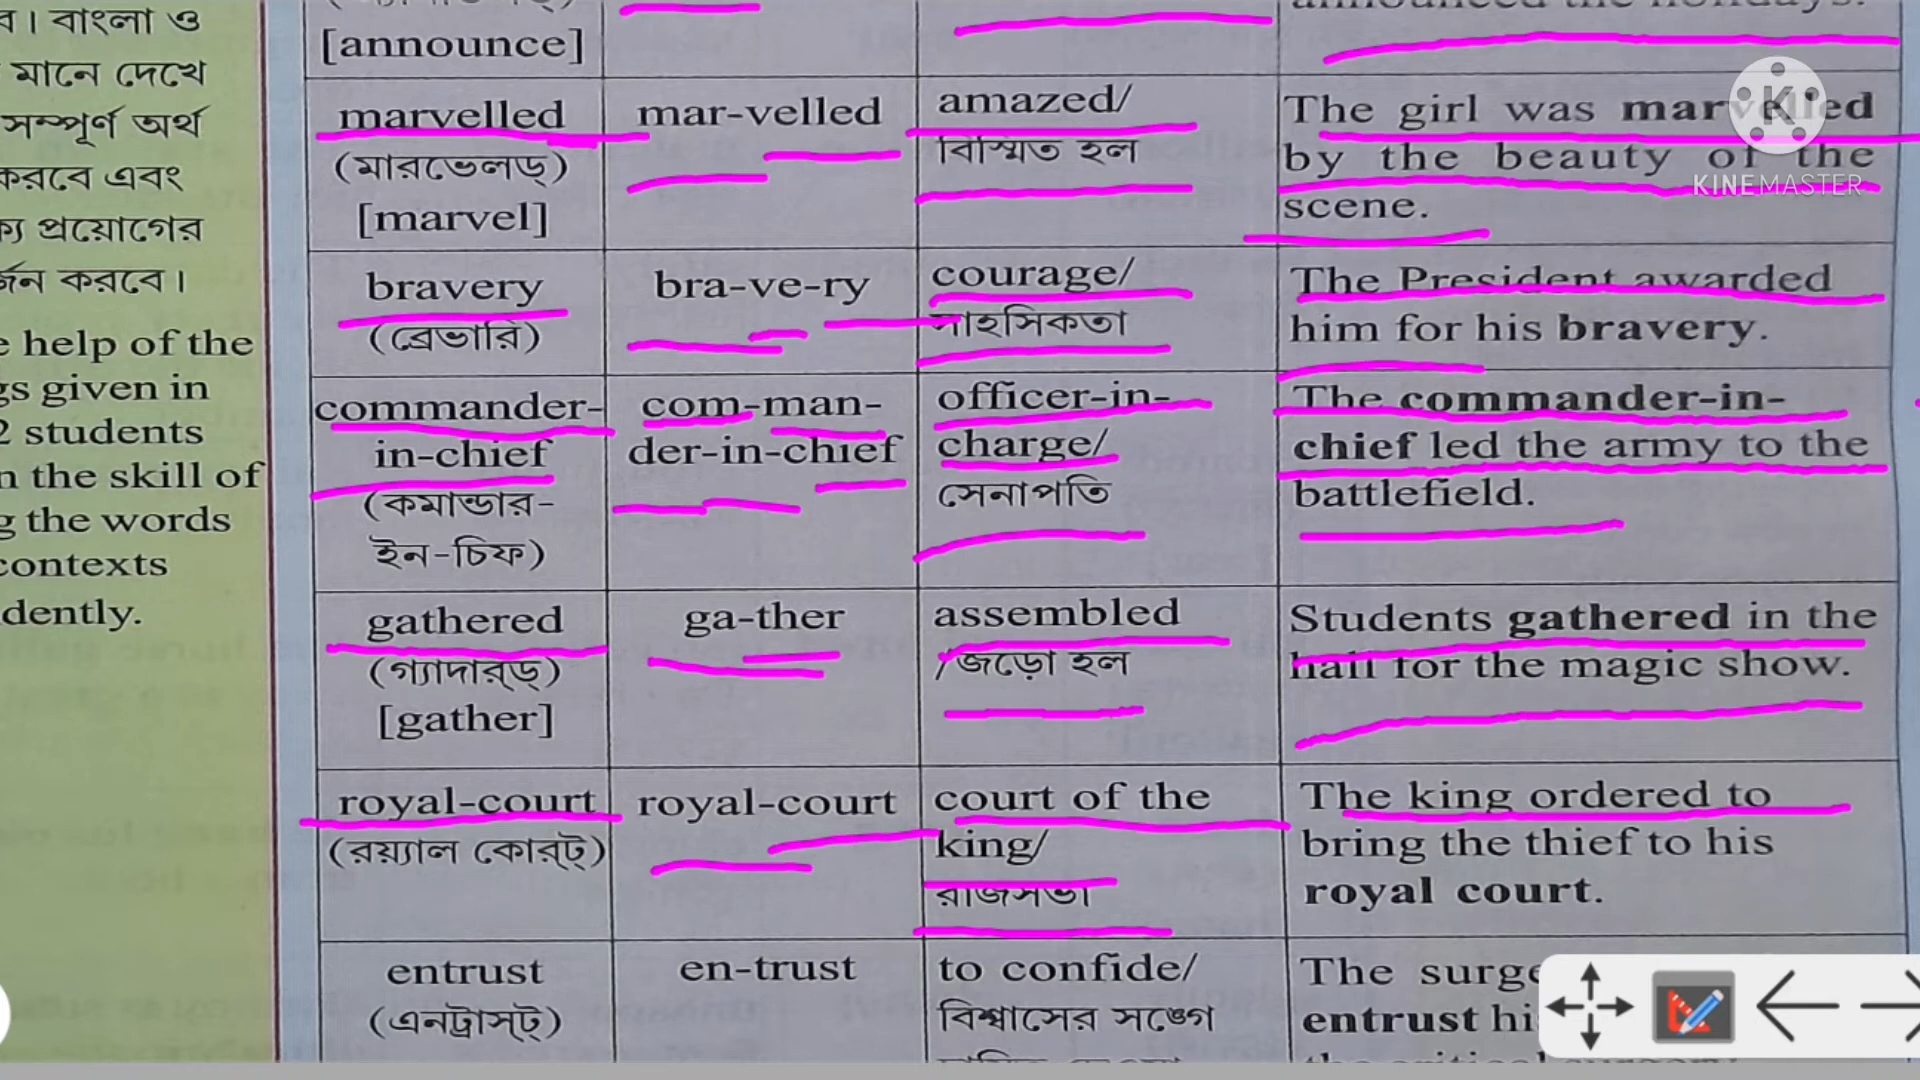 ব। বাংলা ও
মানে দেখে
সম্পূর্ণ অর্থ
করবে এবং
ক্য প্রয়োগের
র্জন করবে।
e help of the
gs given in
2 students
n the skill of
g the words
contexts
dently.
[announce]
announced the holidays.
marvelled
(মারভেলড্)
[marvel]
mar-velled
amazed/
বিস্মিত হল
The girl was marvelled
by the beauty of the
scene.
bravery
(ব্রেভারি)
bra-ve-ry
courage/
সাহসিকতা
The President awarded
him for his bravery.
commander-
in-chief
(কমান্ডার-
ইন-চিফ)
com-man-
der-in-chief
officer-in-
charge/
সেনাপতি
The commander-in-
chief led the army to the
battlefield.
gathered
(গ্যাদার্ড্)
[gather]
ga-ther
assembled
/জড়ো হল
Students gathered in the
hall for the magic show.
royal-court
(রয়্যাল কোর্ট্)
royal-court
court of the
king/
রাজসভা
The king ordered to
bring the thief to his
royal court.
entrust
(এনট্রাস্ট্)
en-trust
to confide/
বিশ্বাসের সঙ্গে
The surge
entrust hi
K
KINEMASTER